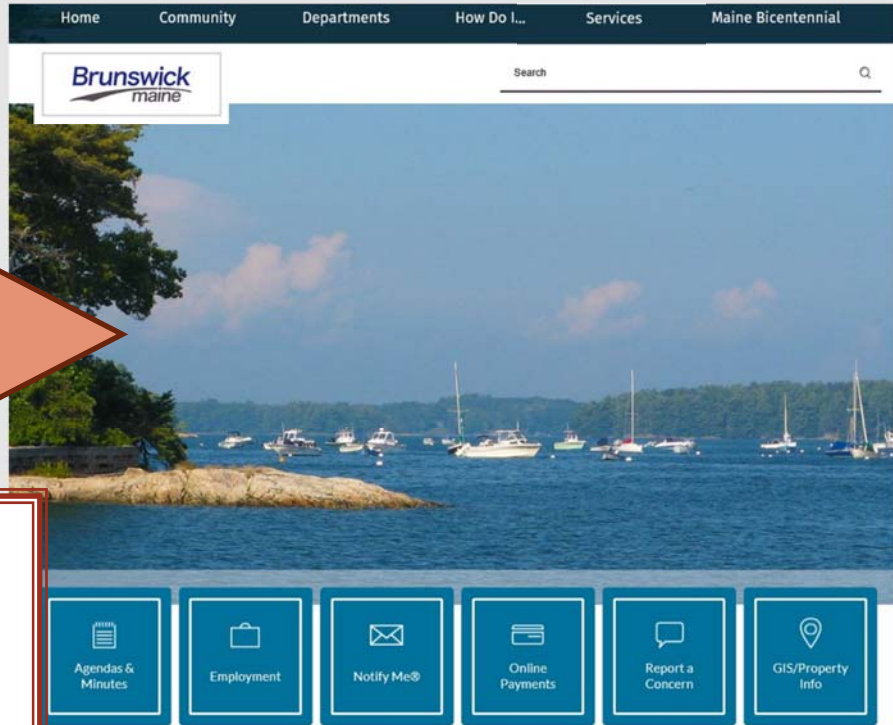 Home Community Departments How Do I... Services Maine Bicentennial
Brunswick
maine
Search
Agendas &
Minutes
Employment
Notify Me®
Online
Payments
Report a
Concern
GIS/Property
Info